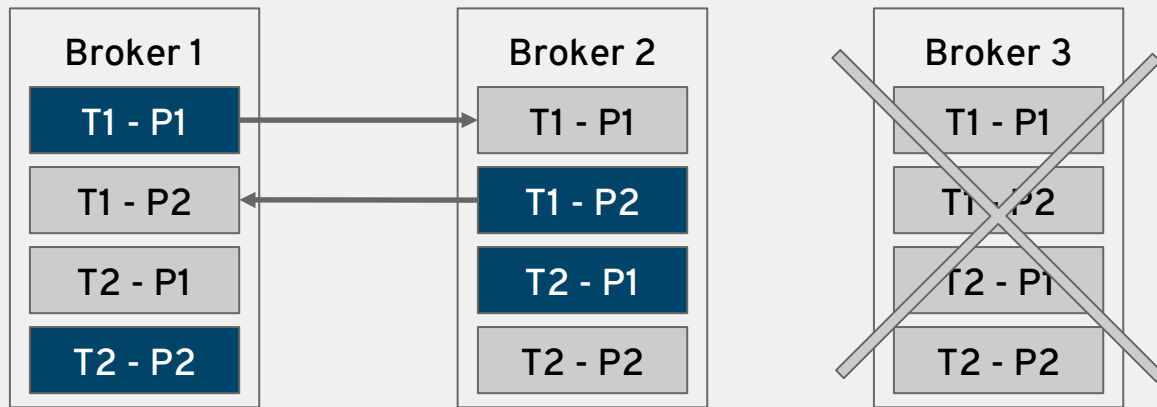 Broker 1
T1 - P1
T1 - P2
T2 - P1
T2 - P2
Broker 2
T1 - P1
T1 - P2
T2 - P1
T2 - P2
Broker 3
T1 - P1
T1 - P2
T2 - P1
T2 - P2